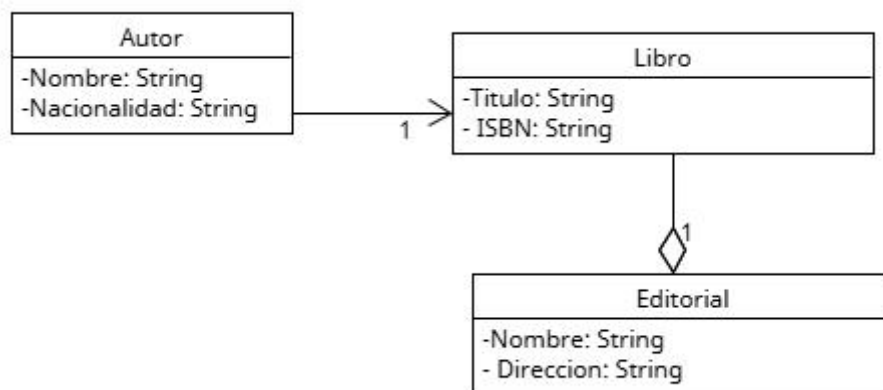 Autor
-Nombre: String
-Nacionalidad: String
1
Libro
-Titulo: String
- ISBN: String
1
Editorial
-Nombre: String
- Direccion: String